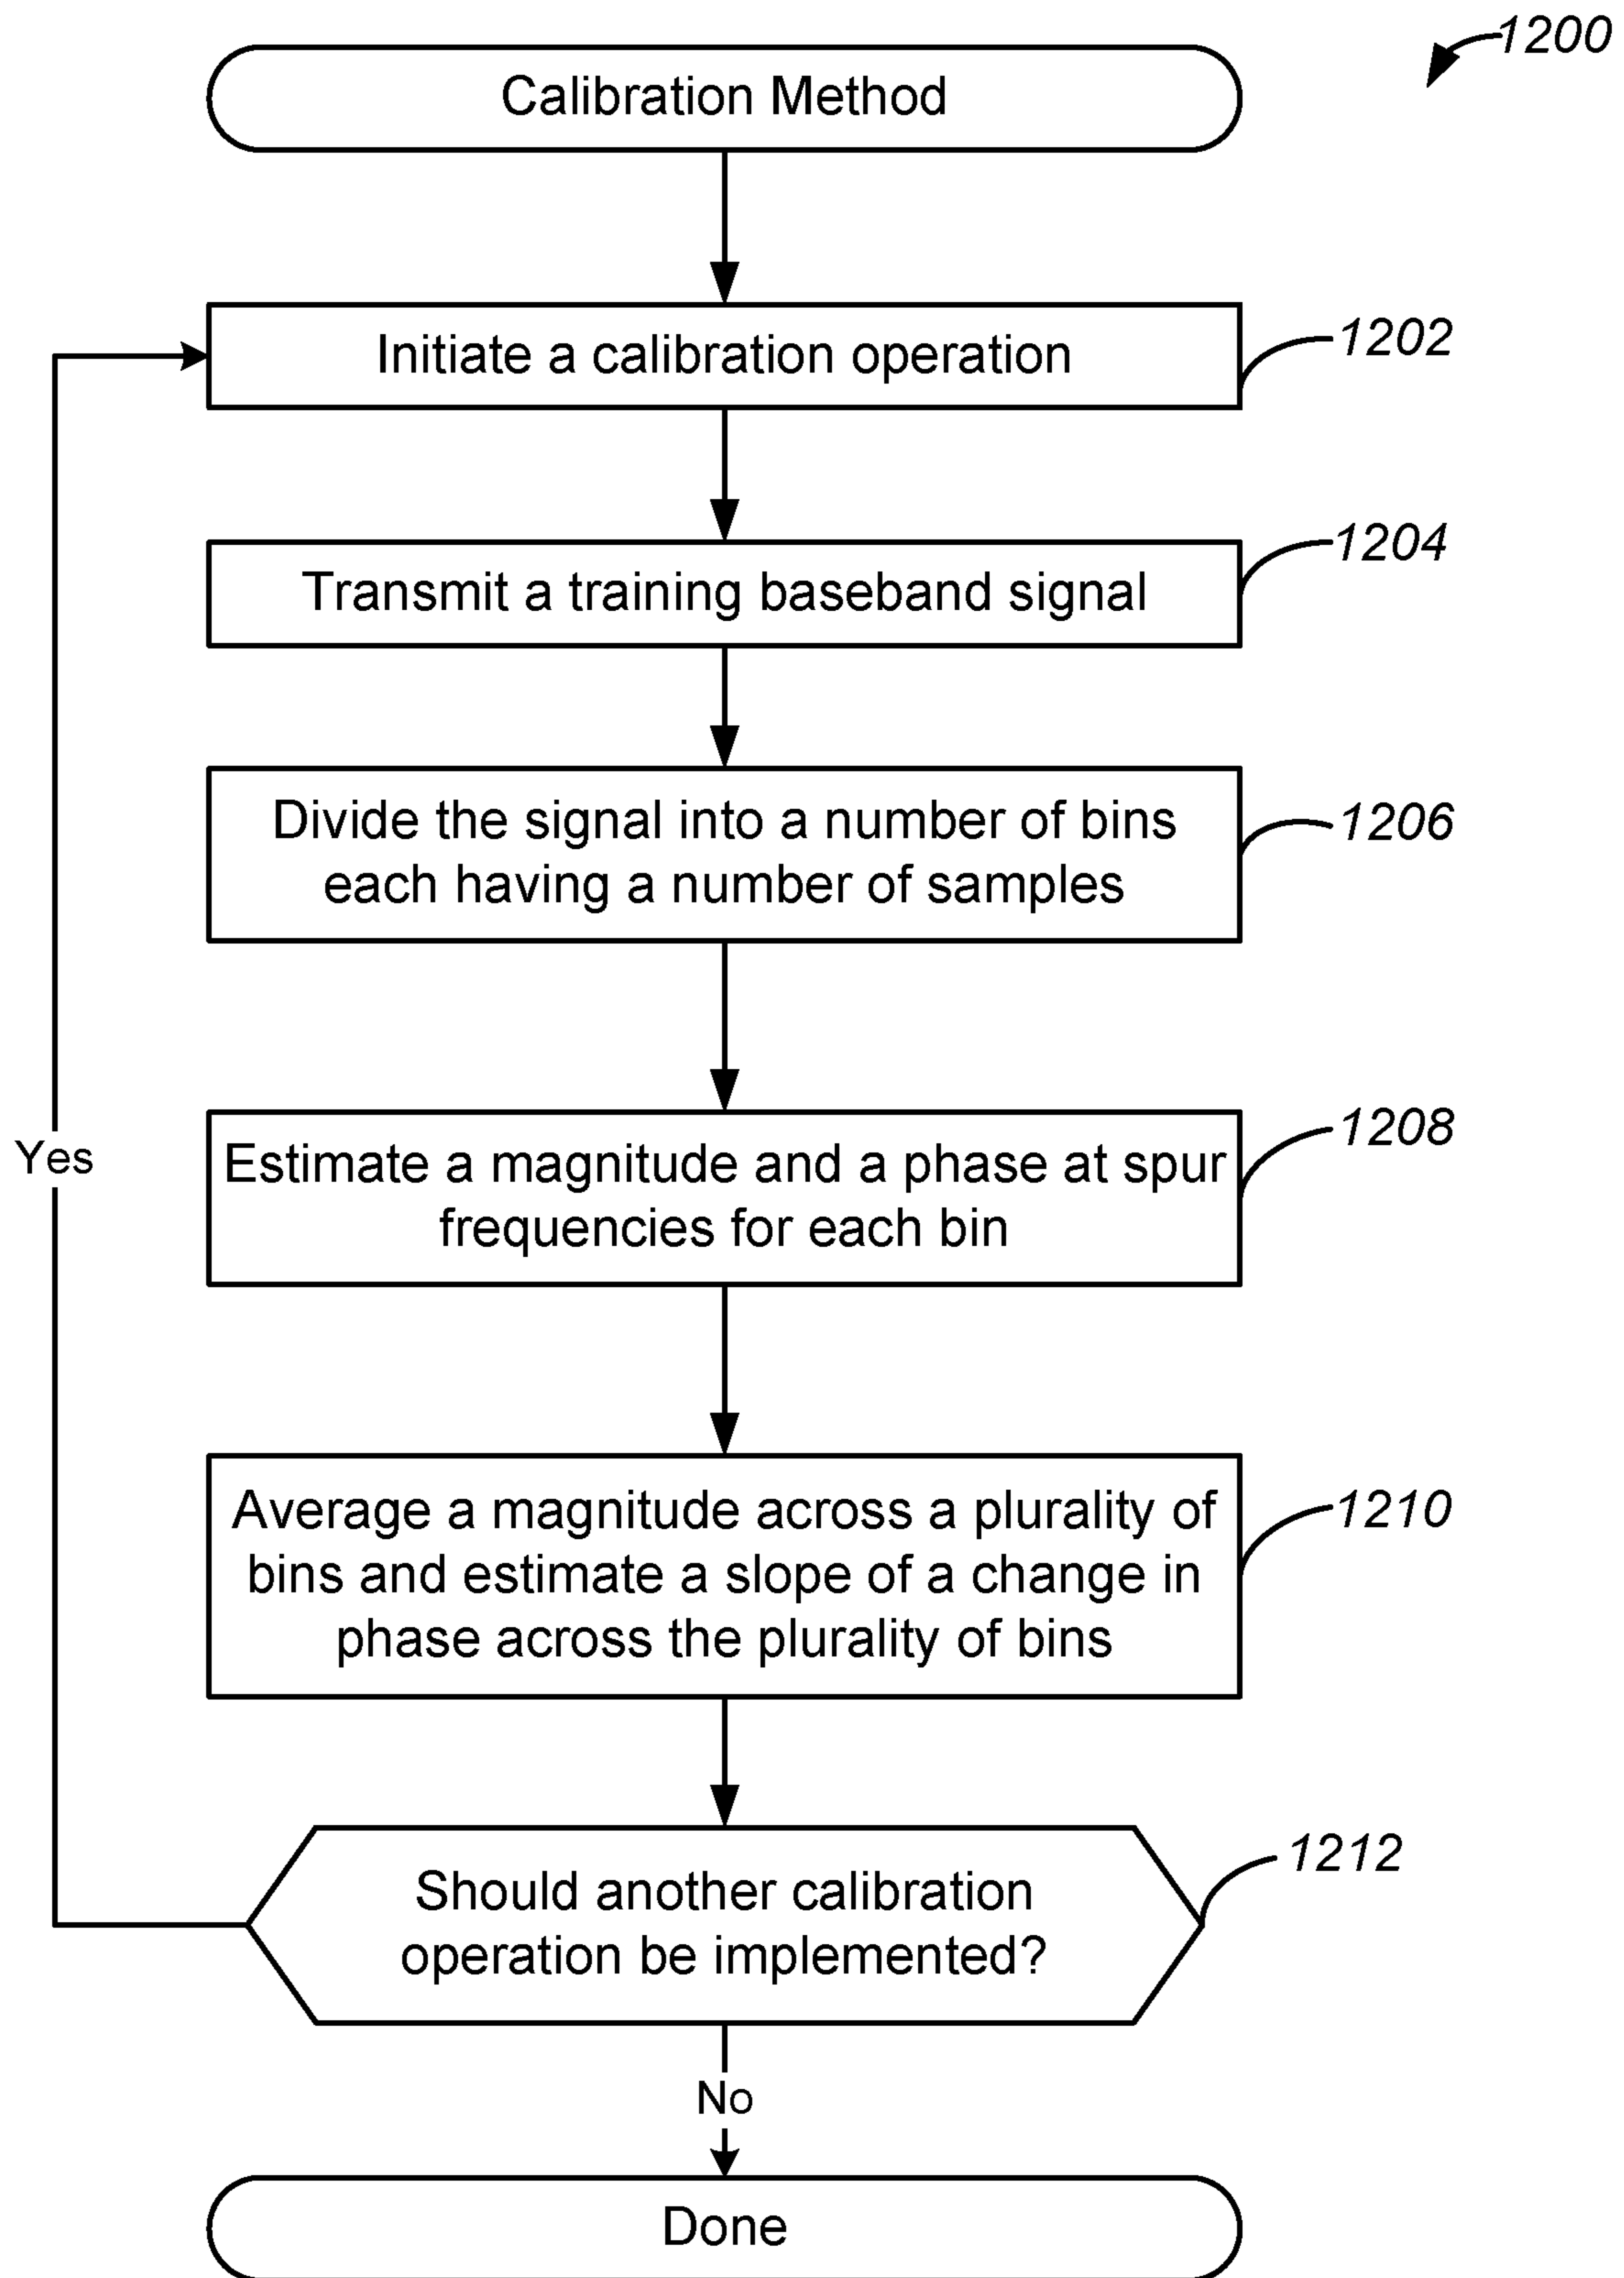 1200
Calibration Method
Initiate a calibration operation
1202
Transmit a training baseband signal
1204
Divide the signal into a number of bins
each having a number of samples
1206
Estimate a magnitude and a phase at spur
frequencies for each bin
1208
Yes
Average a magnitude across a plurality of
bins and estimate a slope of a change in
phase across the plurality of bins
1210
Should another calibration
operation be implemented?
1212
No
Done